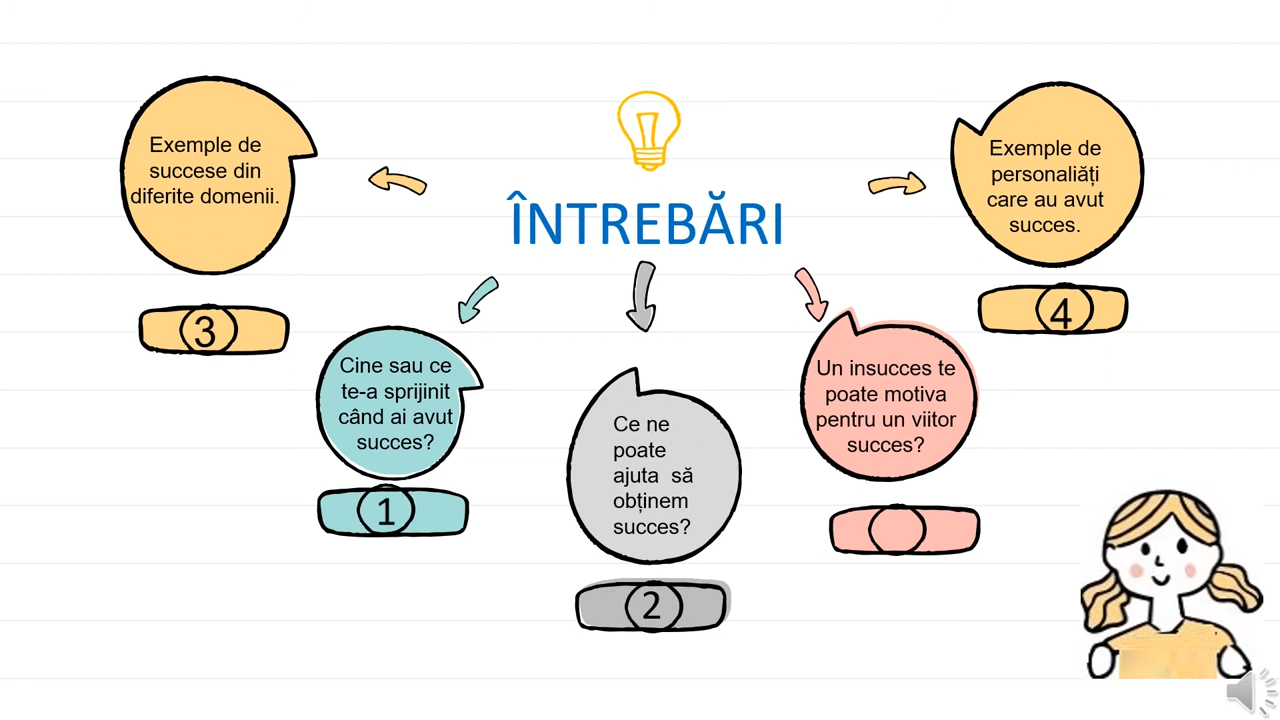 ÎNTREBĂRI
Exemple de
succese din
diferite domenii.
3
Cine sau ce
te-a sprijinit
când ai avut
succes?
1
Ce ne
poate
ajuta să
obținem
succes?
2
Un insucces te
poate motiva
pentru un viitor
succes?
Exemple de
personaliăți
care au avut
succes.
4